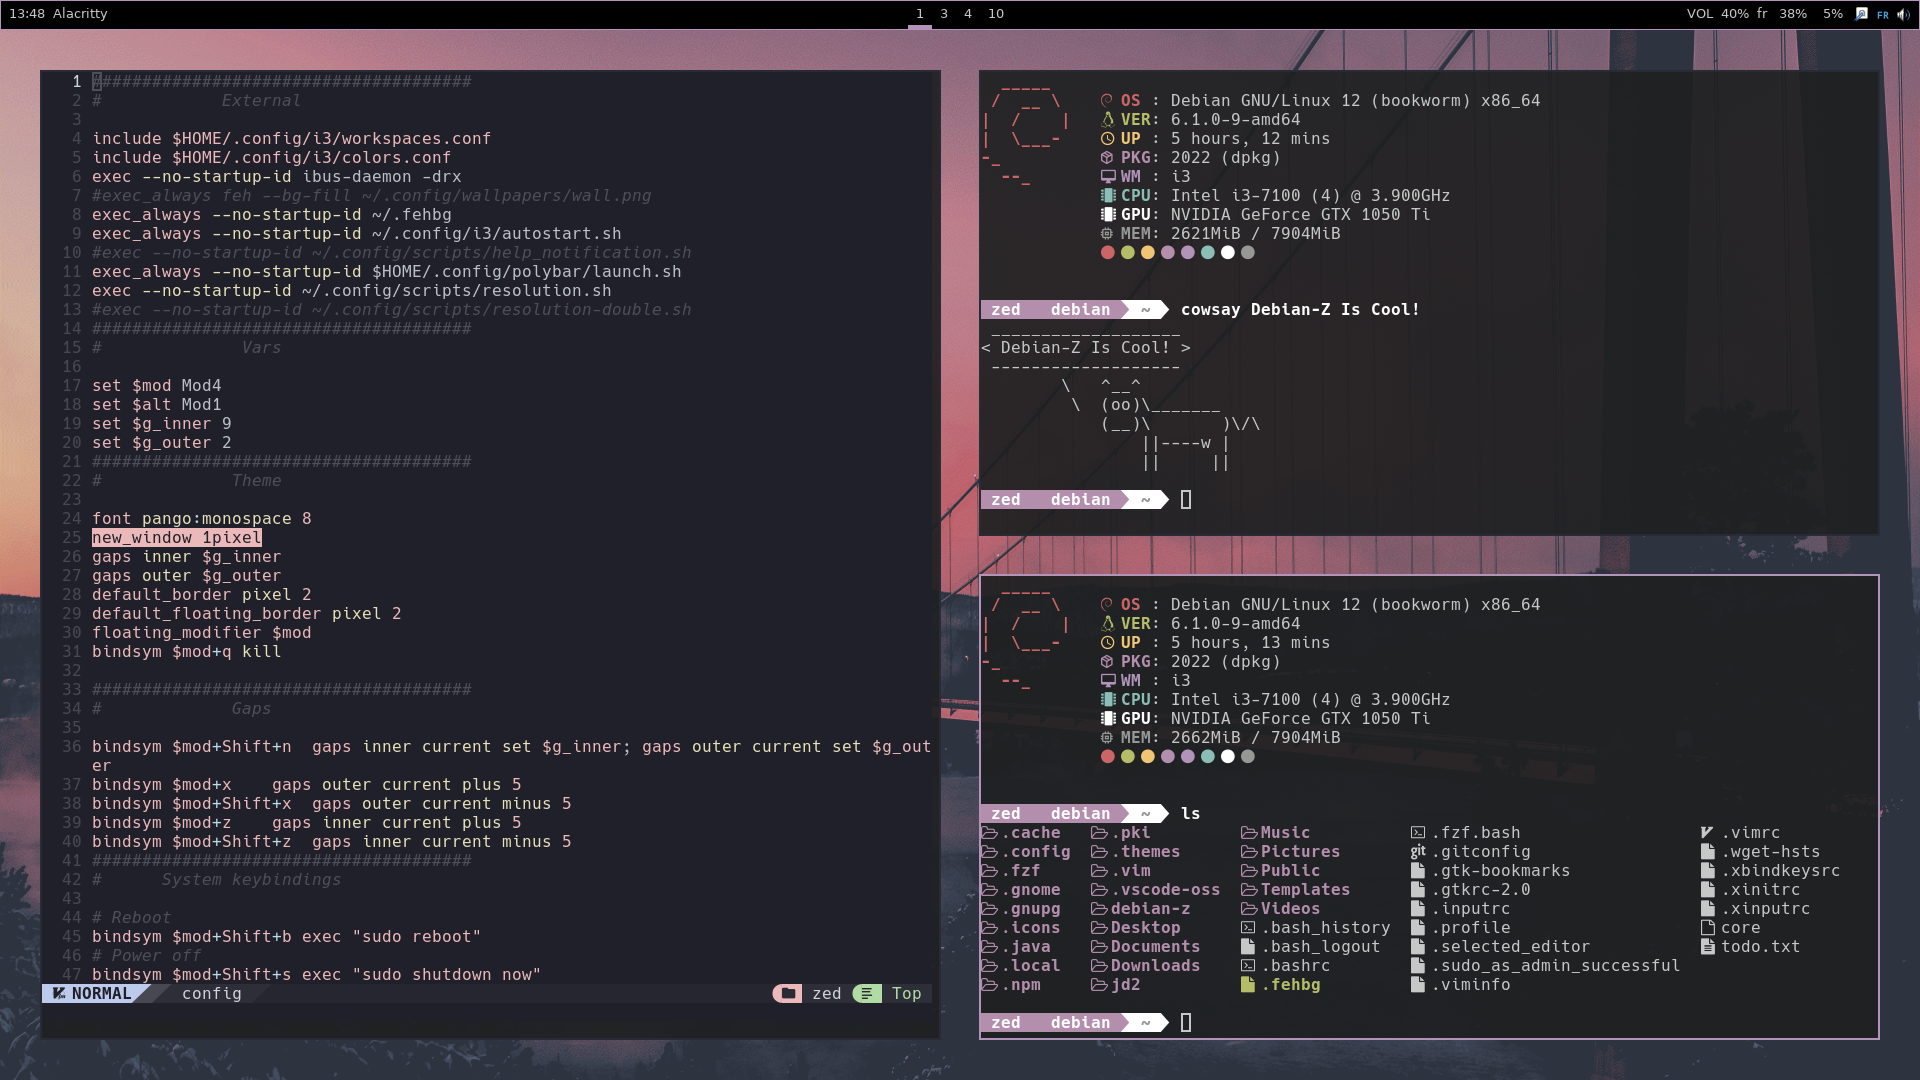 13:48 Alacritty
1 3 4 10
VOL 40% fr 38% 5% FR
1 ######################################
2 #            External
3
4 include $HOME/.config/i3/workspaces.conf
5 include $HOME/.config/i3/colors.conf
6 exec --no-startup-id ibus-daemon -drx
7 #exec_always feh --bg-fill ~/.config/wallpapers/wall.png
8 exec_always --no-startup-id ~/.fehbg
9 exec_always --no-startup-id ~/.config/i3/autostart.sh
10 #exec --no-startup-id ~/.config/scripts/help_notification.sh
11 exec_always --no-startup-id $HOME/.config/polybar/launch.sh
12 exec --no-startup-id ~/.config/scripts/resolution.sh
13 #exec --no-startup-id ~/.config/scripts/resolution-double.sh
14 ######################################
15 #              Vars
16
17 set $mod Mod4
18 set $alt Mod1
19 set $g_inner 9
20 set $g_outer 2
21 ######################################
22 #             Theme
23
24 font pango:monospace 8
25 new_window 1pixel
26 gaps inner $g_inner
27 gaps outer $g_outer
28 default_border pixel 2
29 default_floating_border pixel 2
30 floating_modifier $mod
31 bindsym $mod+q kill
32
33 ######################################
34 #             Gaps
35
36 bindsym $mod+Shift+n  gaps inner current set $g_inner; gaps outer current set $g_out
er
37 bindsym $mod+x    gaps outer current plus 5
38 bindsym $mod+Shift+x  gaps outer current minus 5
39 bindsym $mod+z    gaps inner current plus 5
40 bindsym $mod+Shift+z  gaps inner current minus 5
41 ######################################
42 #      System keybindings
43
44 # Reboot
45 bindsym $mod+Shift+b exec "sudo reboot"
46 # Power off
47 bindsym $mod+Shift+s exec "sudo shutdown now"
NORMAL config zed Top
  _____
 /  __ \
|  /    |
|  \___-
-_
  --_
OS : Debian GNU/Linux 12 (bookworm) x86_64
VER: 6.1.0-9-amd64
UP : 5 hours, 12 mins
PKG: 2022 (dpkg)
WM : i3
CPU: Intel i3-7100 (4) @ 3.900GHz
GPU: NVIDIA GeForce GTX 1050 Ti
MEM: 2621MiB / 7904MiB
zed debian ~ cowsay Debian-Z Is Cool!
 ___________________
< Debian-Z Is Cool! >
 -------------------
        \   ^__^
         \  (oo)\_______
            (__)\       )\/\
                ||----w |
                ||     ||
zed debian ~
  _____
 /  __ \
|  /    |
|  \___-
-_
  --_
OS : Debian GNU/Linux 12 (bookworm) x86_64
VER: 6.1.0-9-amd64
UP : 5 hours, 13 mins
PKG: 2022 (dpkg)
WM : i3
CPU: Intel i3-7100 (4) @ 3.900GHz
GPU: NVIDIA GeForce GTX 1050 Ti
MEM: 2662MiB / 7904MiB
zed debian ~ ls
.cache .pki Music .fzf.bash .vimrc
.config .themes Pictures git .gitconfig .wget-hsts
.fzf .vim Public .gtk-bookmarks .xbindkeysrc
.gnome .vscode-oss Templates .gtkrc-2.0 .xinitrc
.gnupg debian-z Videos .inputrc .xinputrc
.icons Desktop .bash_history .profile core
.java Documents .bash_logout .selected_editor todo.txt
.local Downloads .bashrc .sudo_as_admin_successful
.npm jd2 .fehbg .viminfo
zed debian ~